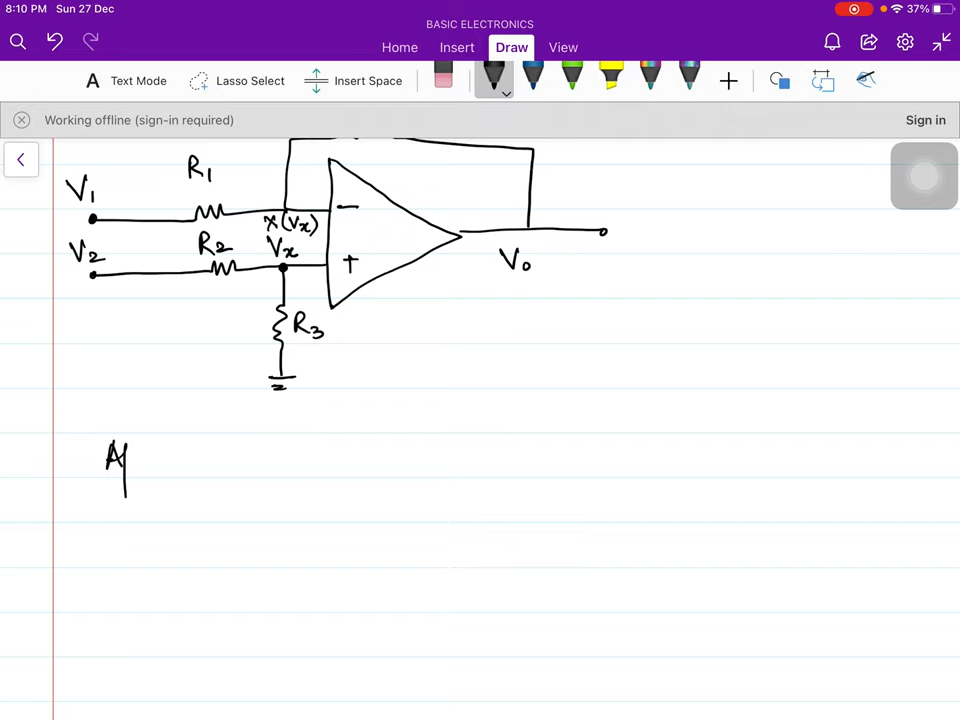 8:10 PM Sun 27 Dec
37%
BASIC ELECTRONICS
Home Insert Draw View
A Text Mode Lasso Select Insert Space
Working offline (sign-in required) Sign in
R1
V1
X(Vx)
R2 Vx
V2
−
+
Vo
R3
A